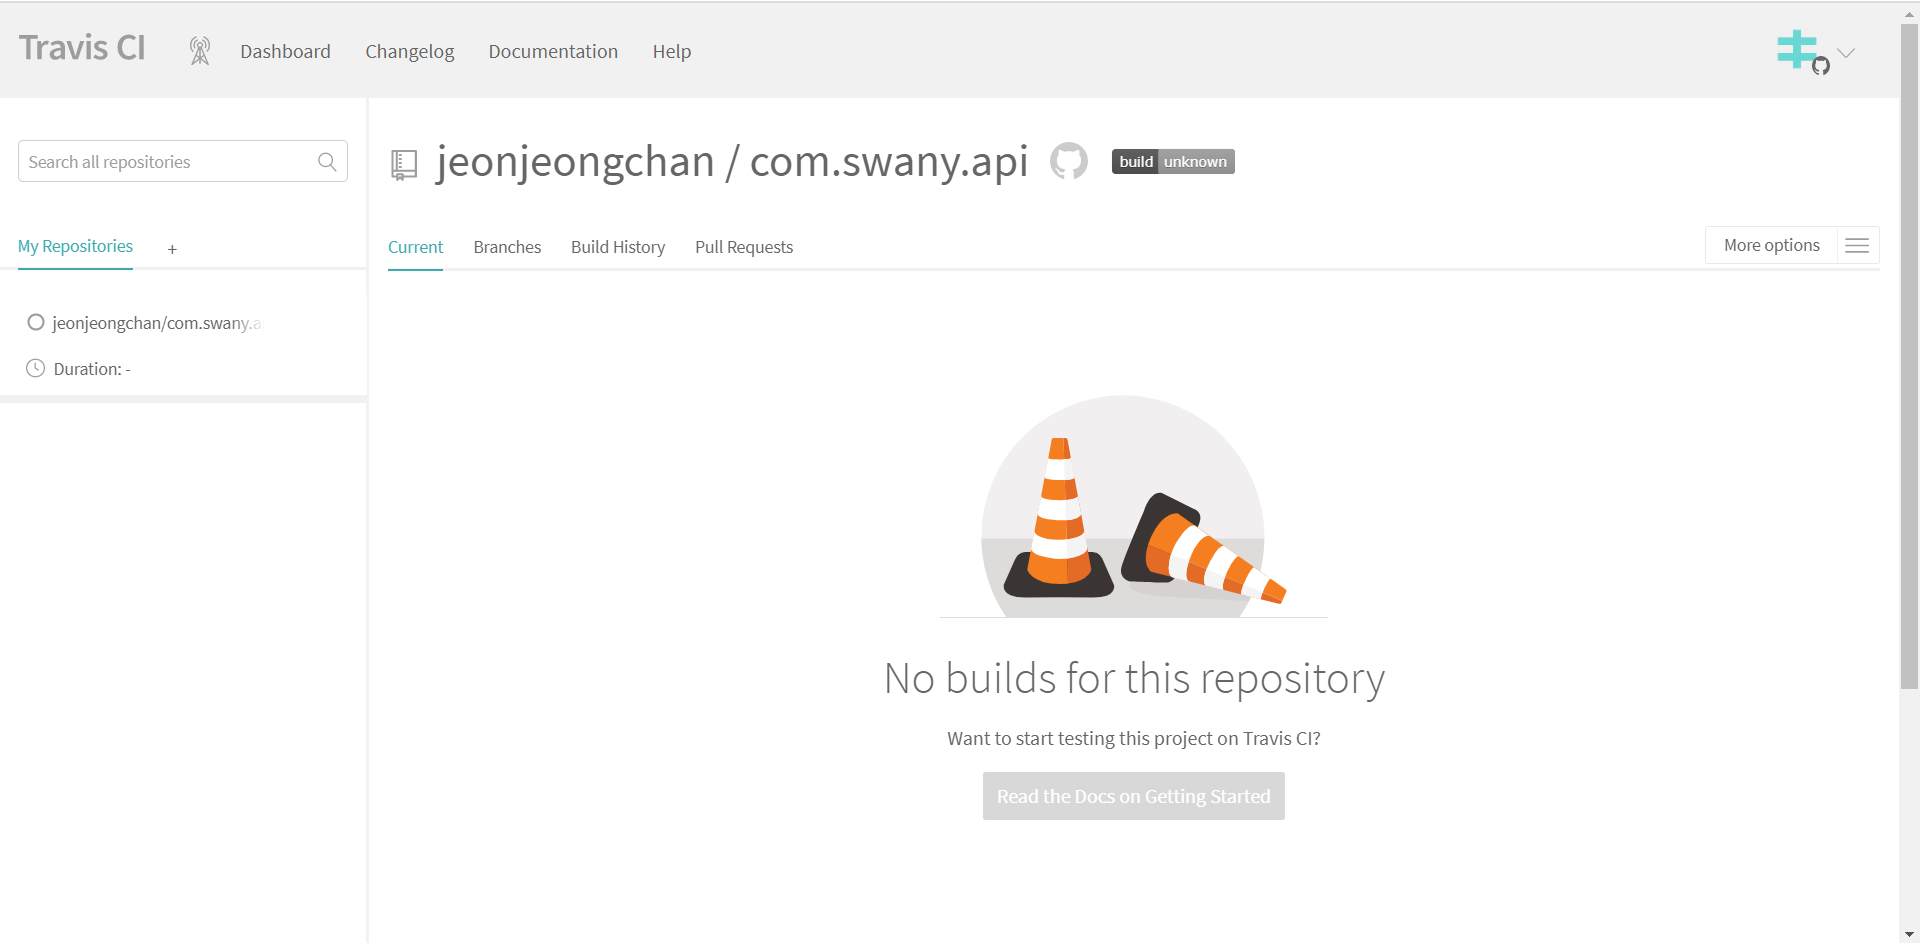 Travis CI
Dashboard
Changelog
Documentation
Help
Search all repositories
My Repositories
+
jeonjeongchan/com.swany.a
Duration: -
jeonjeongchan / com.swany.api
build unknown
Current
Branches
Build History
Pull Requests
More options
No builds for this repository
Want to start testing this project on Travis CI?
Read the Docs on Getting Started